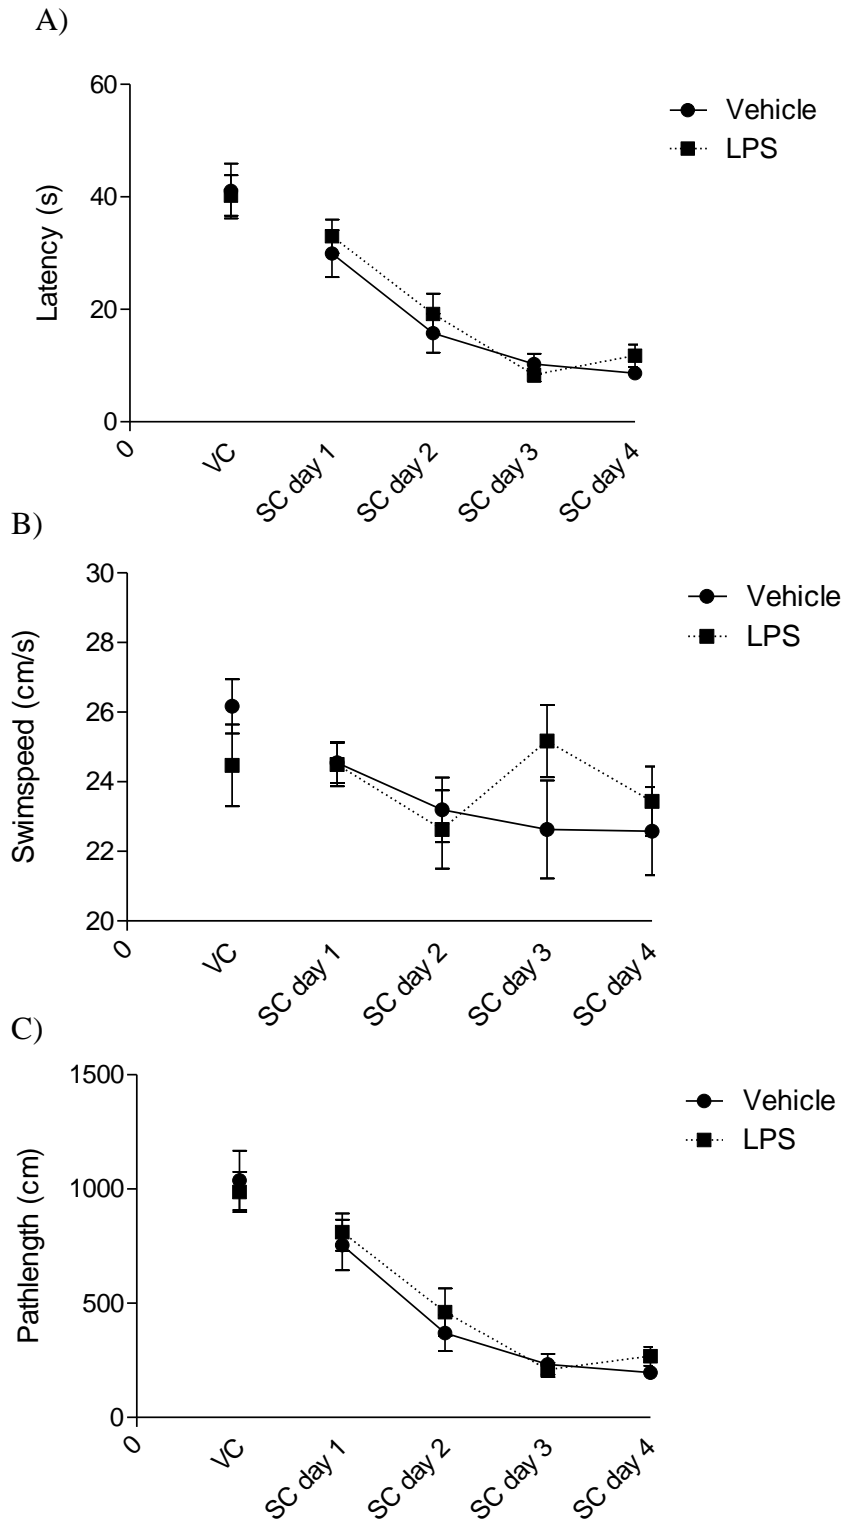 A)
60
40
20
0
Latency (s)
Vehicle
LPS
0
VC
SC day 1
SC day 2
SC day 3
SC day 4
B)
30
28
26
24
22
20
Swimspeed (cm/s)
Vehicle
LPS
0
VC
SC day 1
SC day 2
SC day 3
SC day 4
C)
1500
1000
500
0
Pathlength (cm)
Vehicle
LPS
0
VC
SC day 1
SC day 2
SC day 3
SC day 4